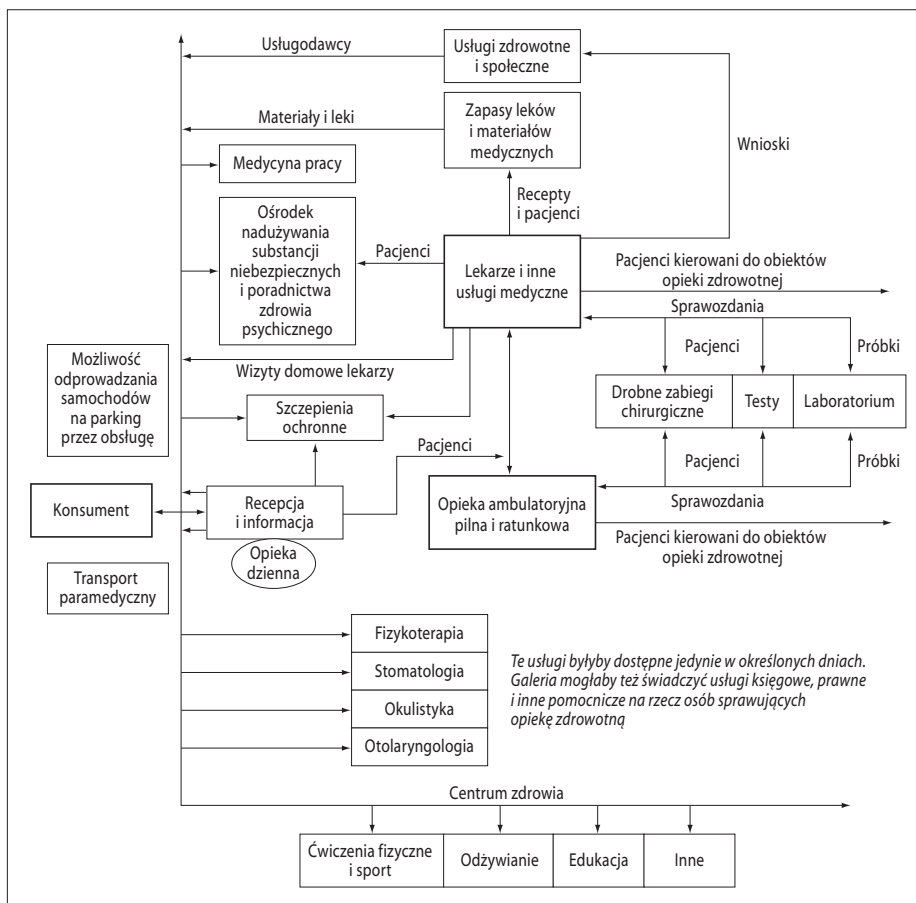 Usługodawcy
Usługi zdrowotne
i społeczne
Materiały i leki
Zapasy leków
i materiałów
medycznych
Wnioski
Medycyna pracy
Recepty
i pacjenci
Ośrodek
nadużywania
substancji
niebezpiecznych
i poradnictwa
zdrowia
psychicznego
Pacjenci
Lekarze i inne
usługi medyczne
Pacjenci kierowani do obiektów
opieki zdrowotnej
Sprawozdania
Pacjenci
Próbki
Możliwość
odprowadzania
samochodów
na parking
przez obsługę
Wizyty domowe lekarzy
Szczepienia
ochronne
Drobne zabiegi
chirurgiczne
Testy
Laboratorium
Pacjenci
Pacjenci
Próbki
Sprawozdania
Konsument
Recepcja
i informacja
Opieka
dzienna
Opieka ambulatoryjna
pilna i ratunkowa
Pacjenci kierowani do obiektów
opieki zdrowotnej
Transport
paramedyczny
Fizykoterapia
Stomatologia
Okulistyka
Otolaryngologia
Te usługi byłyby dostępne jedynie w określonych dniach.
Galeria mogłaby też świadczyć usługi księgowe, prawne
i inne pomocnicze na rzecz osób sprawujących
opiekę zdrowotną
Centrum zdrowia
Ćwiczenia fizyczne
i sport
Odżywianie
Edukacja
Inne